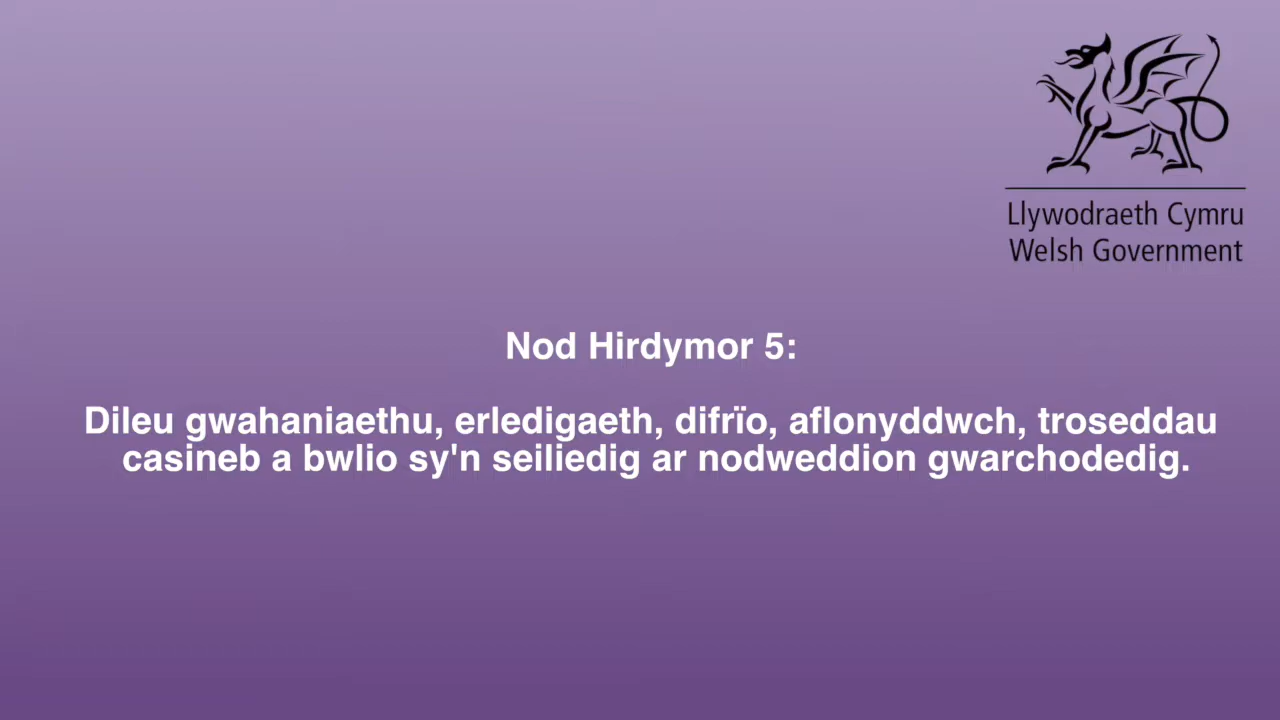 Llywodraeth Cymru
Welsh Government
Nod Hirdymor 5:
Dileu gwahaniaethu, erledigaeth, difrïo, aflonyddwch, troseddau
casineb a bwlio sy'n seiliedig ar nodweddion gwarchodedig.